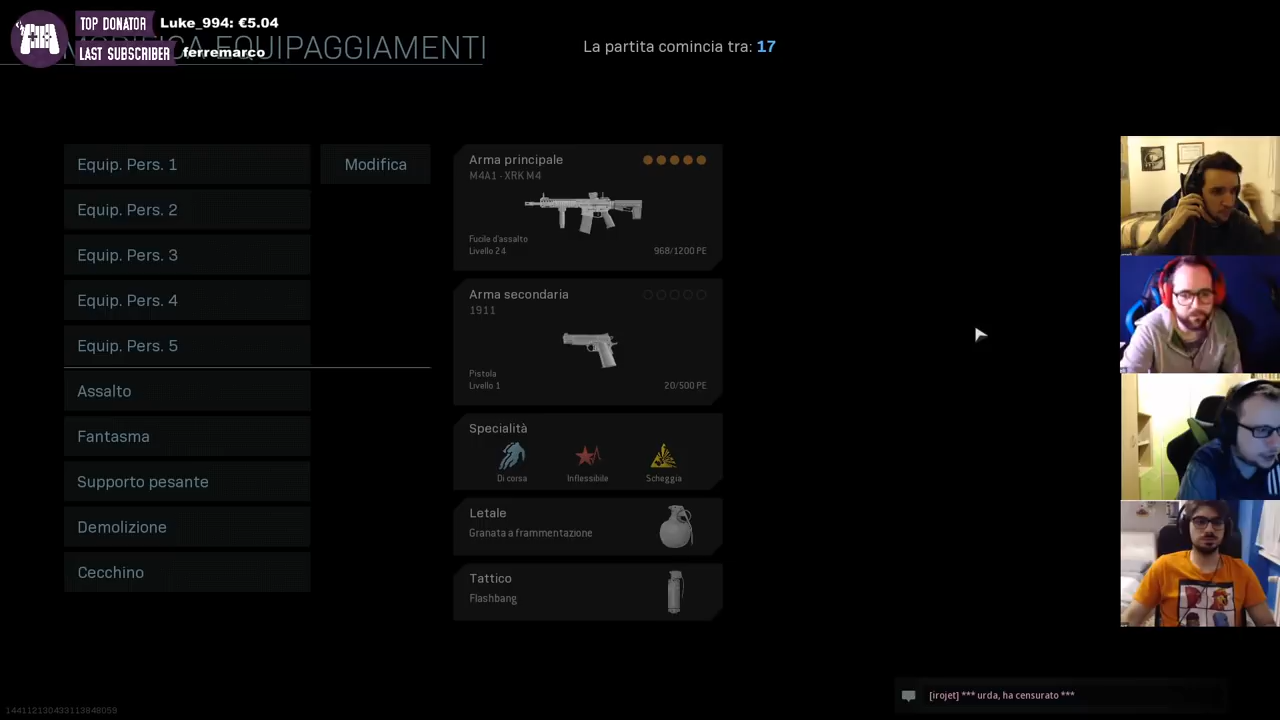 TOP DONATOR Luke_994: €5.04
LAST SUBSCRIBER ferremarco
MODIFICA EQUIPAGGIAMENTI
La partita comincia tra: 17
Equip. Pers. 1
Modifica
Equip. Pers. 2
Equip. Pers. 3
Equip. Pers. 4
Equip. Pers. 5
Assalto
Fantasma
Supporto pesante
Demolizione
Cecchino
Arma principale
M4A1 - XRK M4
Fucile d'assalto
Livello 24
968/1200 PE
Arma secondaria
1911
Pistola
Livello 1
20/500 PE
Specialità
Di corsa
Inflessibile
Scheggia
Letale
Granata a frammentazione
Tattico
Flashbang
[irojet] *** urda, ha censurato ***